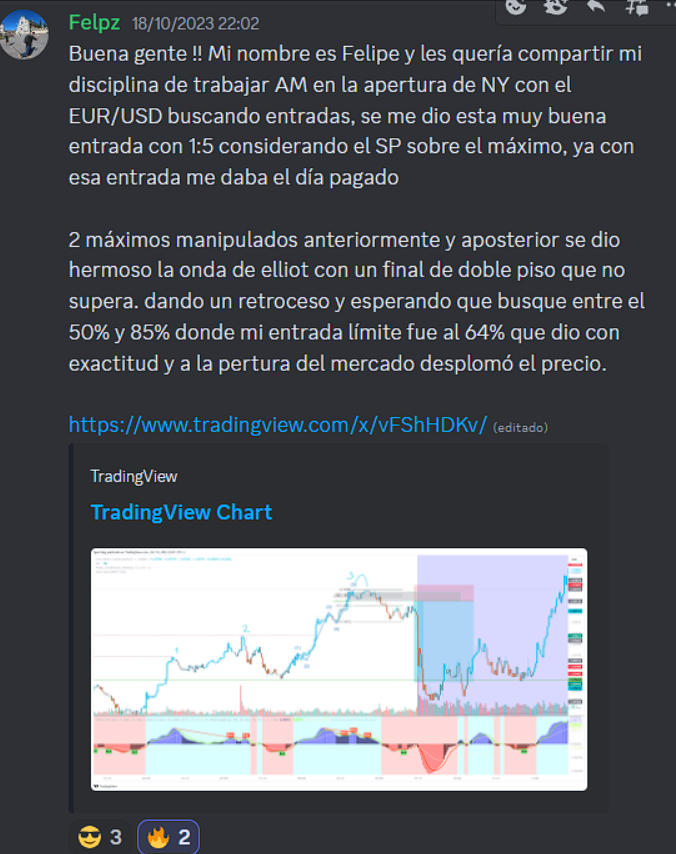 Felpz 18/10/2023 22:02
Buena gente !! Mi nombre es Felipe y les quería compartir mi
disciplina de trabajar AM en la apertura de NY con el
EUR/USD buscando entradas, se me dio esta muy buena
entrada con 1:5 considerando el SP sobre el máximo, ya con
esa entrada me daba el día pagado
2 máximos manipulados anteriormente y aposterior se dio
hermoso la onda de elliot con un final de doble piso que no
supera. dando un retroceso y esperando que busque entre el
50% y 85% donde mi entrada límite fue al 64% que dio con
exactitud y a la pertura del mercado desplomó el precio.
https://www.tradingview.com/x/vFShHDKv/ (editado)
TradingView
TradingView Chart
1
2
3
TradingView
3
2